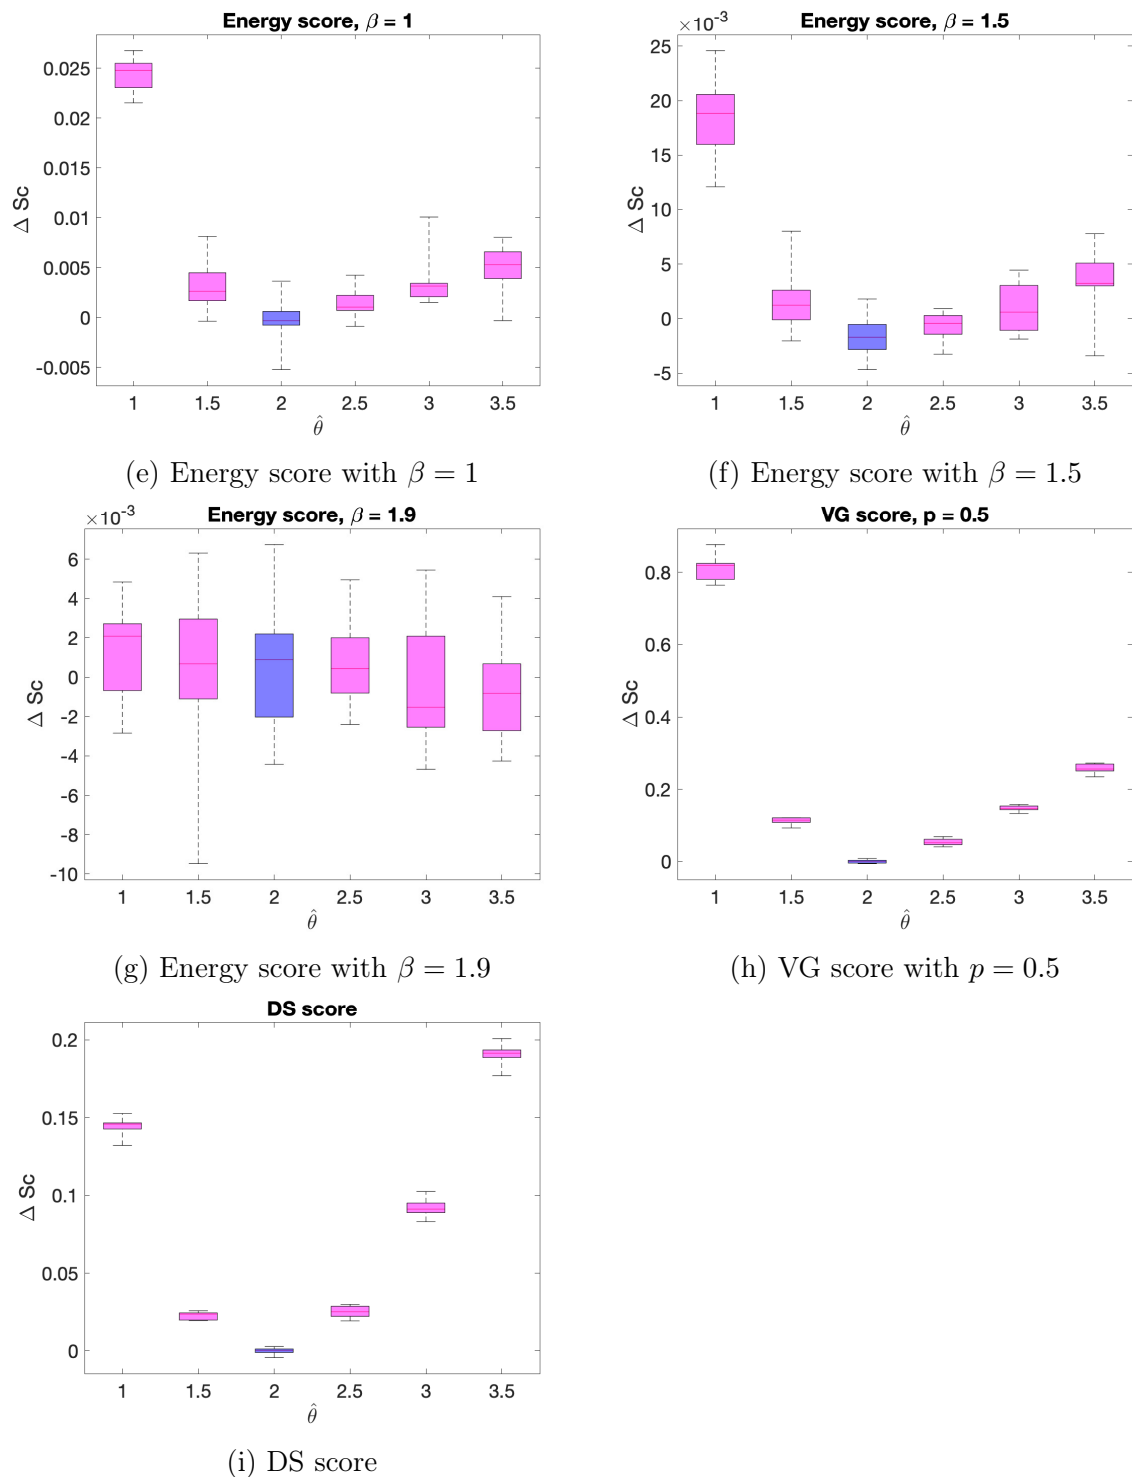 Energy score, β = 1
0.025
0.02
0.015
0.01
0.005
0
-0.005
Δ Sc
1 1.5 2 2.5 3 3.5
θ̂
(e) Energy score with β = 1
×10⁻³
Energy score, β = 1.5
25
20
15
10
5
0
-5
Δ Sc
1 1.5 2 2.5 3 3.5
θ̂
(f) Energy score with β = 1.5
×10⁻³
Energy score, β = 1.9
6
4
2
0
-2
-4
-6
-8
-10
Δ Sc
1 1.5 2 2.5 3 3.5
θ̂
(g) Energy score with β = 1.9
VG score, p = 0.5
0.8
0.6
0.4
0.2
0
Δ Sc
1 1.5 2 2.5 3 3.5
θ̂
(h) VG score with p = 0.5
DS score
0.2
0.15
0.1
0.05
0
Δ Sc
1 1.5 2 2.5 3 3.5
θ̂
(i) DS score